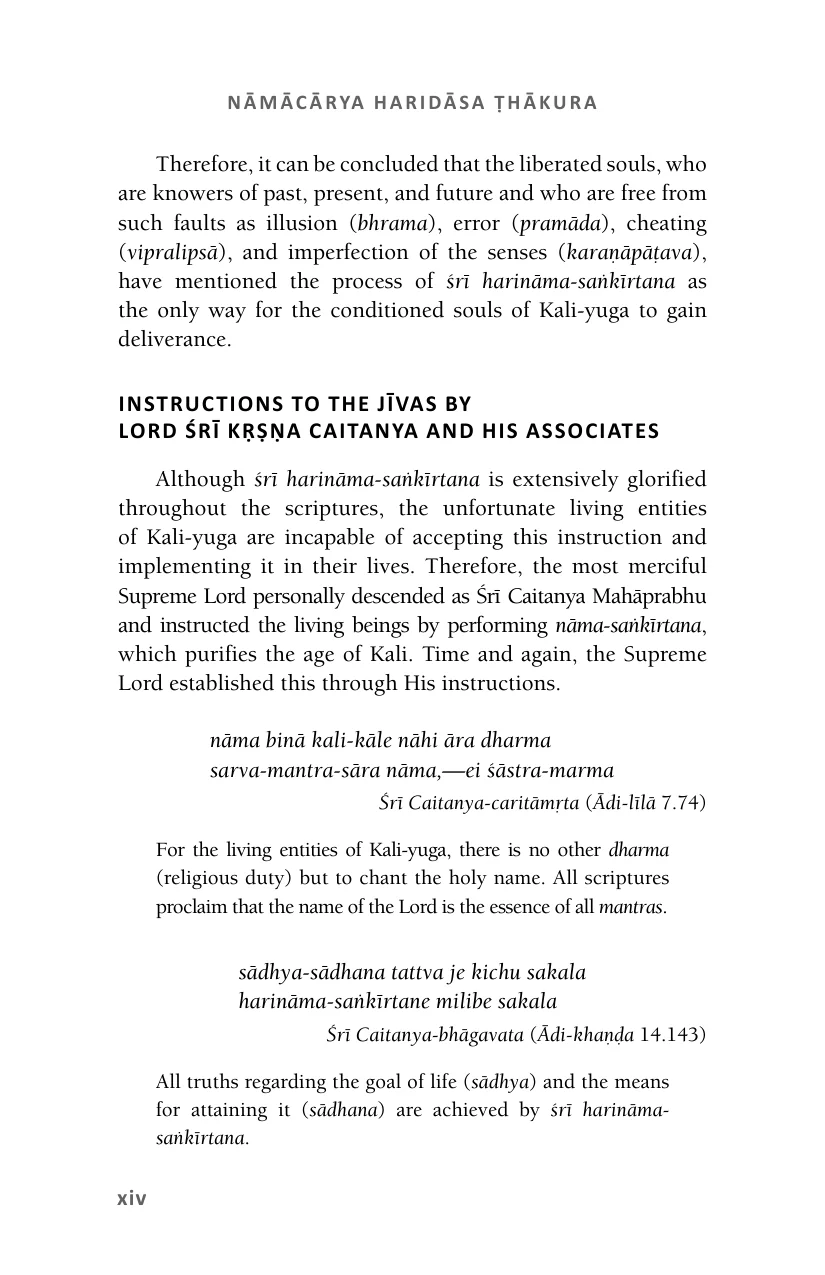 NĀMĀCĀRYA HARIDĀSA ṬHĀKURA
Therefore, it can be concluded that the liberated souls, who
are knowers of past, present, and future and who are free from
such faults as illusion (bhrama), error (pramāda), cheating
(vipralipsā), and imperfection of the senses (karaṇāpāṭava),
have mentioned the process of śrī harināma-saṅkīrtana as
the only way for the conditioned souls of Kali-yuga to gain
deliverance.
INSTRUCTIONS TO THE JĪVAS BY
LORD ŚRĪ KṚṢṆA CAITANYA AND HIS ASSOCIATES
Although śrī harināma-saṅkīrtana is extensively glorified
throughout the scriptures, the unfortunate living entities
of Kali-yuga are incapable of accepting this instruction and
implementing it in their lives. Therefore, the most merciful
Supreme Lord personally descended as Śrī Caitanya Mahāprabhu
and instructed the living beings by performing nāma-saṅkīrtana,
which purifies the age of Kali. Time and again, the Supreme
Lord established this through His instructions.
nāma binā kali-kāle nāhi āra dharma
sarva-mantra-sāra nāma,—ei śāstra-marma
Śrī Caitanya-caritāmṛta (Ādi-līlā 7.74)
For the living entities of Kali-yuga, there is no other dharma
(religious duty) but to chant the holy name. All scriptures
proclaim that the name of the Lord is the essence of all mantras.
sādhya-sādhana tattva je kichu sakala
harināma-saṅkīrtane milibe sakala
Śrī Caitanya-bhāgavata (Ādi-khaṇḍa 14.143)
All truths regarding the goal of life (sādhya) and the means
for attaining it (sādhana) are achieved by śrī harināma-
saṅkīrtana.
xiv